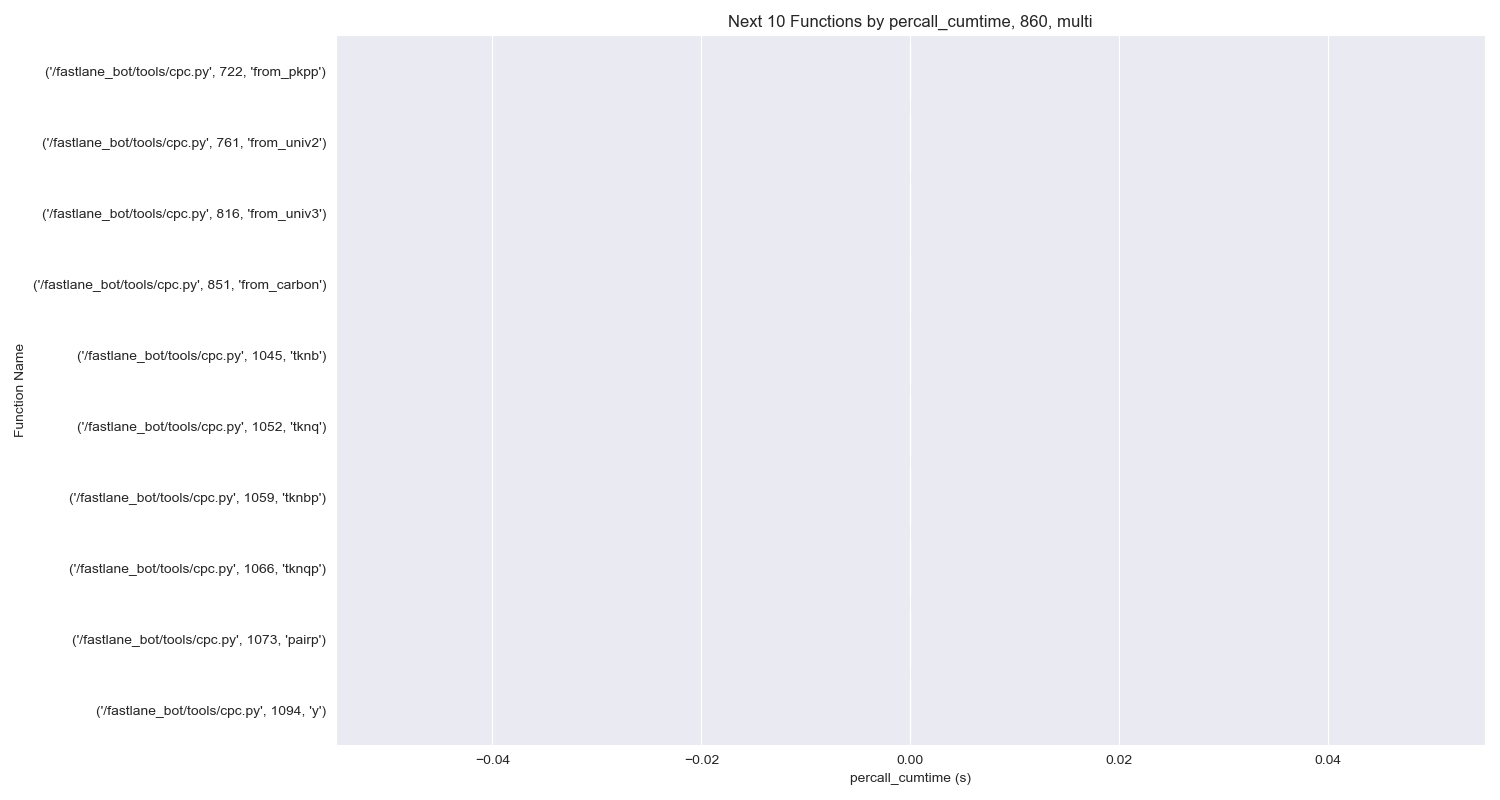 Next 10 Functions by percall_cumtime, 860, multi
('/fastlane_bot/tools/cpc.py', 722, 'from_pkpp')
('/fastlane_bot/tools/cpc.py', 761, 'from_univ2')
('/fastlane_bot/tools/cpc.py', 816, 'from_univ3')
('/fastlane_bot/tools/cpc.py', 851, 'from_carbon')
('/fastlane_bot/tools/cpc.py', 1045, 'tknb')
('/fastlane_bot/tools/cpc.py', 1052, 'tknq')
('/fastlane_bot/tools/cpc.py', 1059, 'tknbp')
('/fastlane_bot/tools/cpc.py', 1066, 'tknqp')
('/fastlane_bot/tools/cpc.py', 1073, 'pairp')
('/fastlane_bot/tools/cpc.py', 1094, 'y')
Function Name
−0.04 −0.02 0.00 0.02 0.04
percall_cumtime (s)